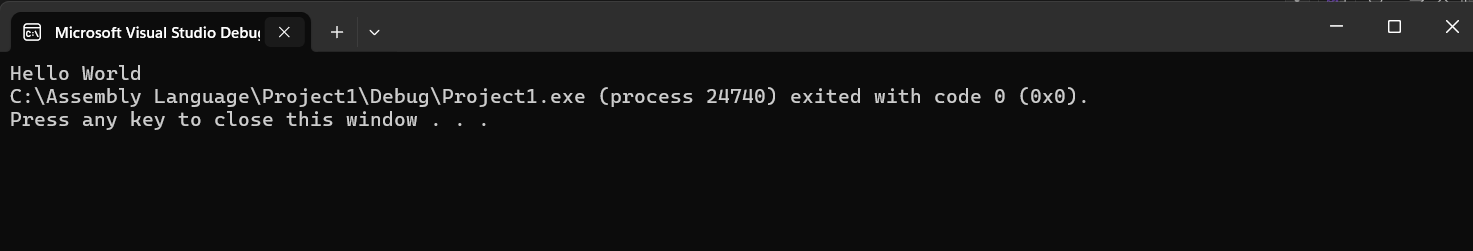 Microsoft Visual Studio Debu
Hello World
C:\Assembly Language\Project1\Debug\Project1.exe (process 24740) exited with code 0 (0x0).
Press any key to close this window . . .